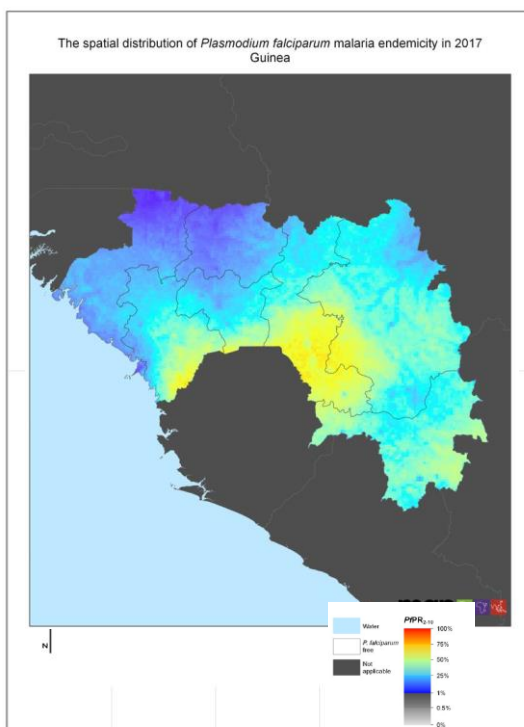 The spatial distribution of Plasmodium falciparum malaria endemicity in 2017
Guinea
N
Water
P. falciparum
free
Not
applicable
PfPR2-10
100%
75%
50%
25%
1%
0.5%
0%